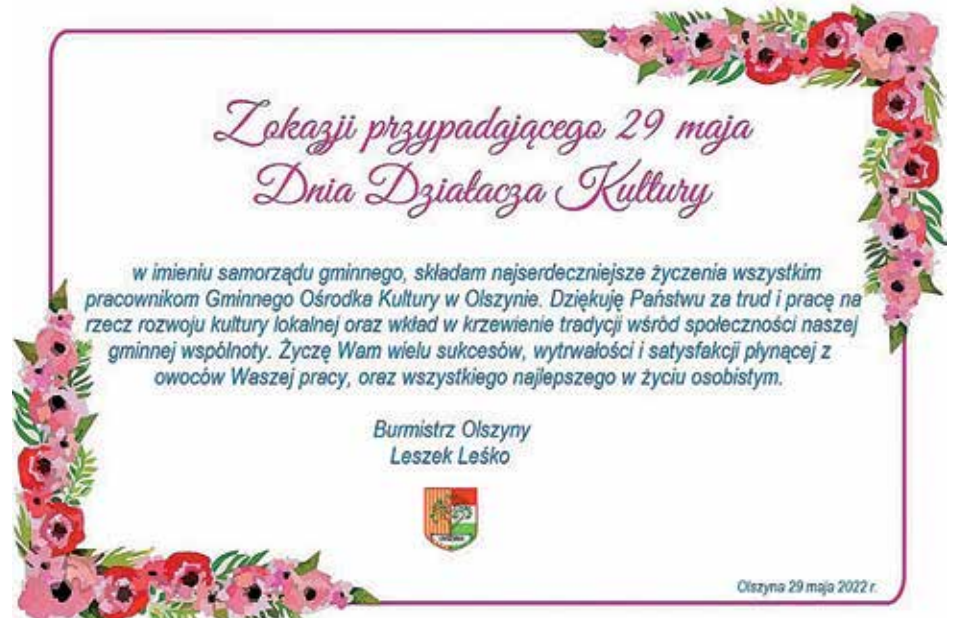 Z okazji przypadającego 29 maja
Dnia Działacza Kultury
w imieniu samorządu gminnego, składam najserdeczniejsze życzenia wszystkim
pracownikom Gminnego Ośrodka Kultury w Olszynie. Dziękuję Państwu za trud i pracę na
rzecz rozwoju kultury lokalnej oraz wkład w krzewienie tradycji wśród społeczności naszej
gminnej wspólnoty. Życzę Wam wielu sukcesów, wytrwałości i satysfakcji płynącej z
owoców Waszej pracy, oraz wszystkiego najlepszego w życiu osobistym.
Burmistrz Olszyny
Leszek Leśko
OLSZYNA
Olszyna 29 maja 2022 r.